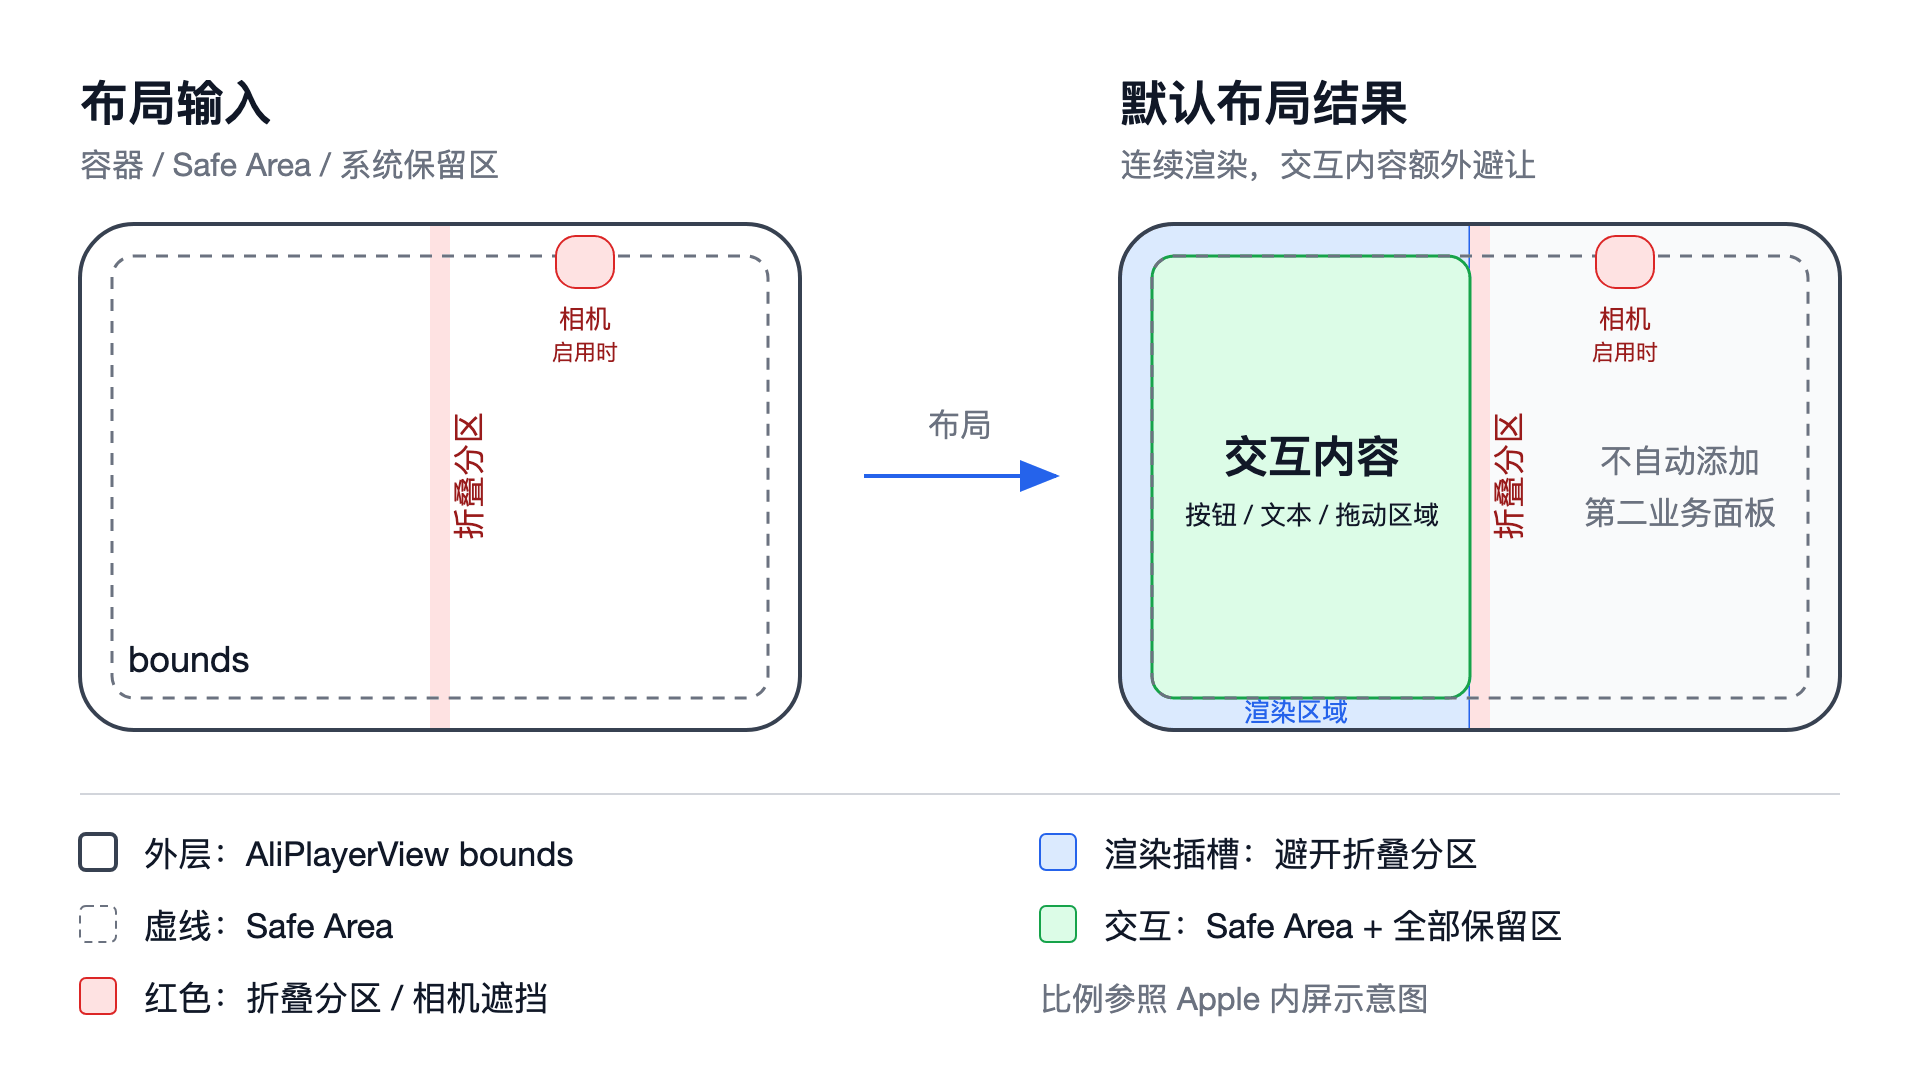 布局输入
容器 / Safe Area / 系统保留区
相机
启用时
折叠分区
bounds
布局
默认布局结果
连续渲染，交互内容额外避让
相机
启用时
交互内容
按钮 / 文本 / 拖动区域
折叠分区
不自动添加
第二业务面板
渲染区域
外层：AliPlayerView bounds
虚线：Safe Area
红色：折叠分区 / 相机遮挡
渲染插槽：避开折叠分区
交互：Safe Area + 全部保留区
比例参照 Apple 内屏示意图